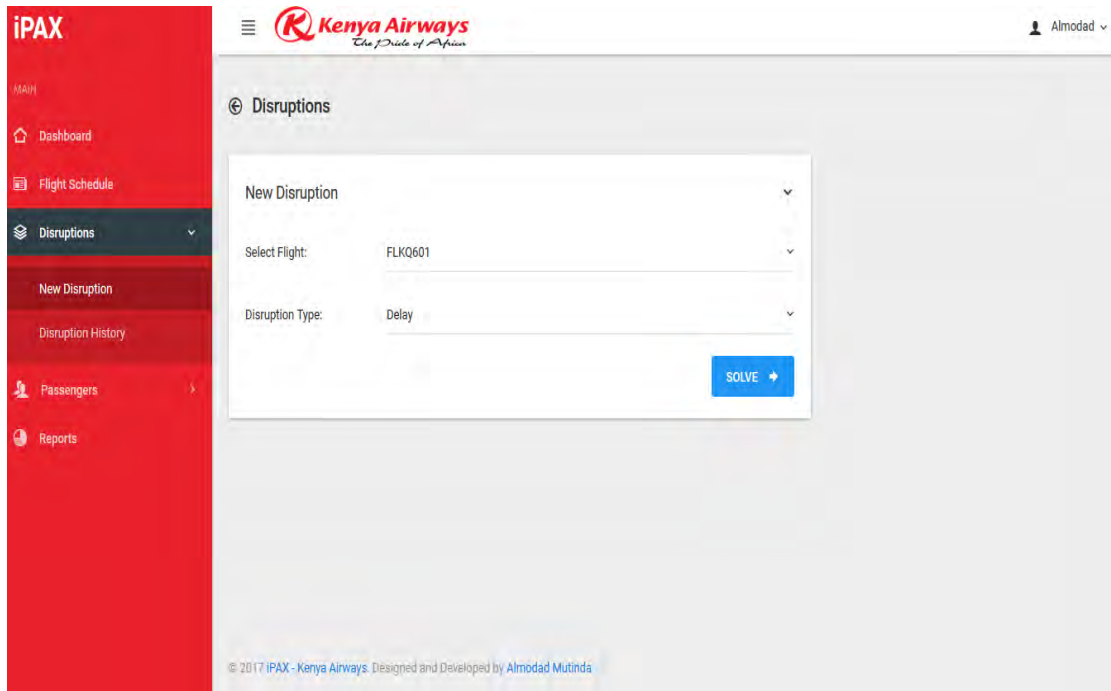 iPAX
Kenya Airways
The Pride of Africa
Almodad
MAIN
Dashboard
Flight Schedule
Disruptions
New Disruption
Disruption History
Passengers
Reports
Disruptions
New Disruption
Select Flight: FLKQ601
Disruption Type: Delay
SOLVE
© 2017 iPAX - Kenya Airways. Designed and Developed by Almodad Mutinda